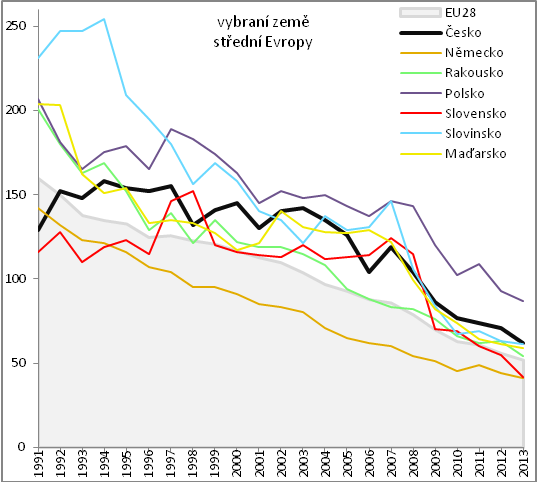 vybraní země
střední Evropy
EU28
Česko
Německo
Rakousko
Polsko
Slovensko
Slovinsko
Maďarsko
250
200
150
100
50
0
1991
1992
1993
1994
1995
1996
1997
1998
1999
2000
2001
2002
2003
2004
2005
2006
2007
2008
2009
2010
2011
2012
2013